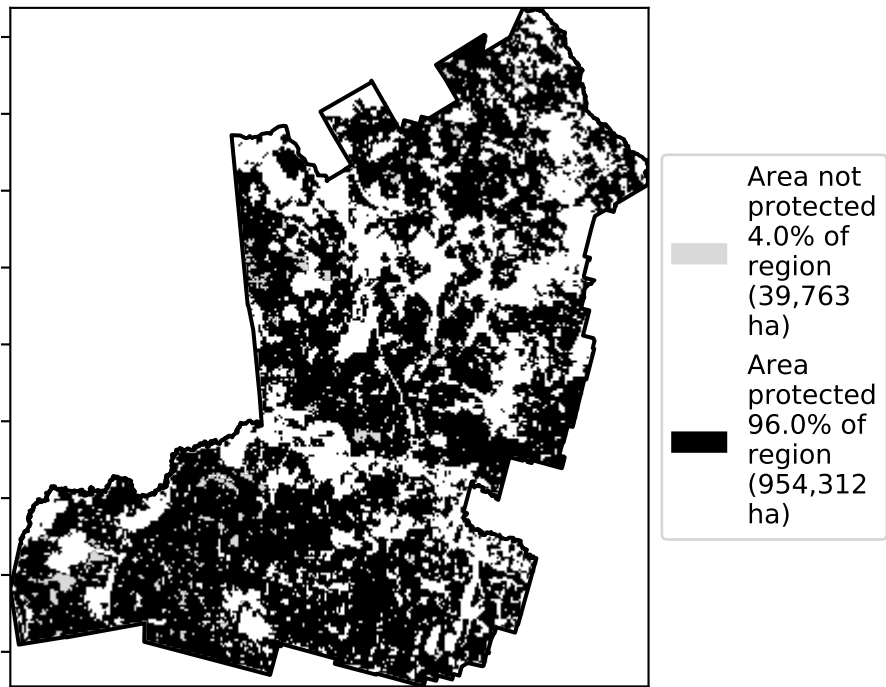 Area not
protected
4.0% of
region
(39,763
ha)
Area
protected
96.0% of
region
(954,312
ha)